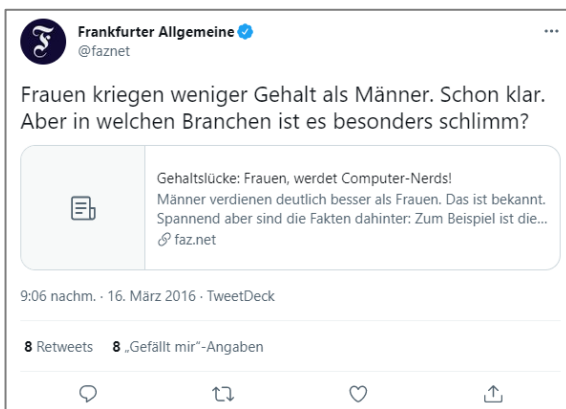 Frankfurter Allgemeine
@faznet
Frauen kriegen weniger Gehalt als Männer. Schon klar.
Aber in welchen Branchen ist es besonders schlimm?
Gehaltslücke: Frauen, werdet Computer-Nerds!
Männer verdienen deutlich besser als Frauen. Das ist bekannt.
Spannend aber sind die Fakten dahinter: Zum Beispiel ist die...
faz.net
9:06 nachm. · 16. März 2016 · TweetDeck
8 Retweets 8 „Gefällt mir“-Angaben